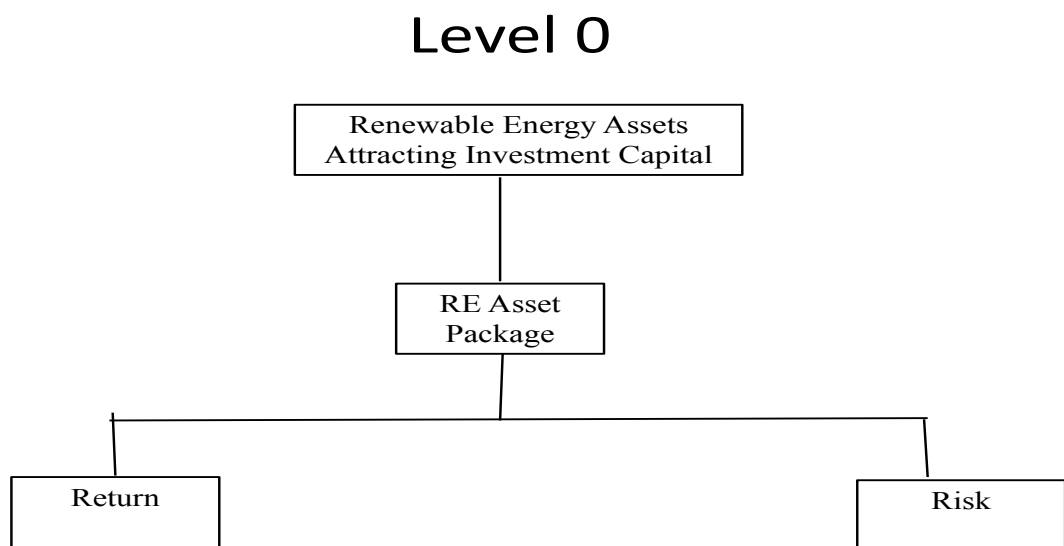 Level 0
Renewable Energy Assets
Attracting Investment Capital
RE Asset
Package
Return
Risk